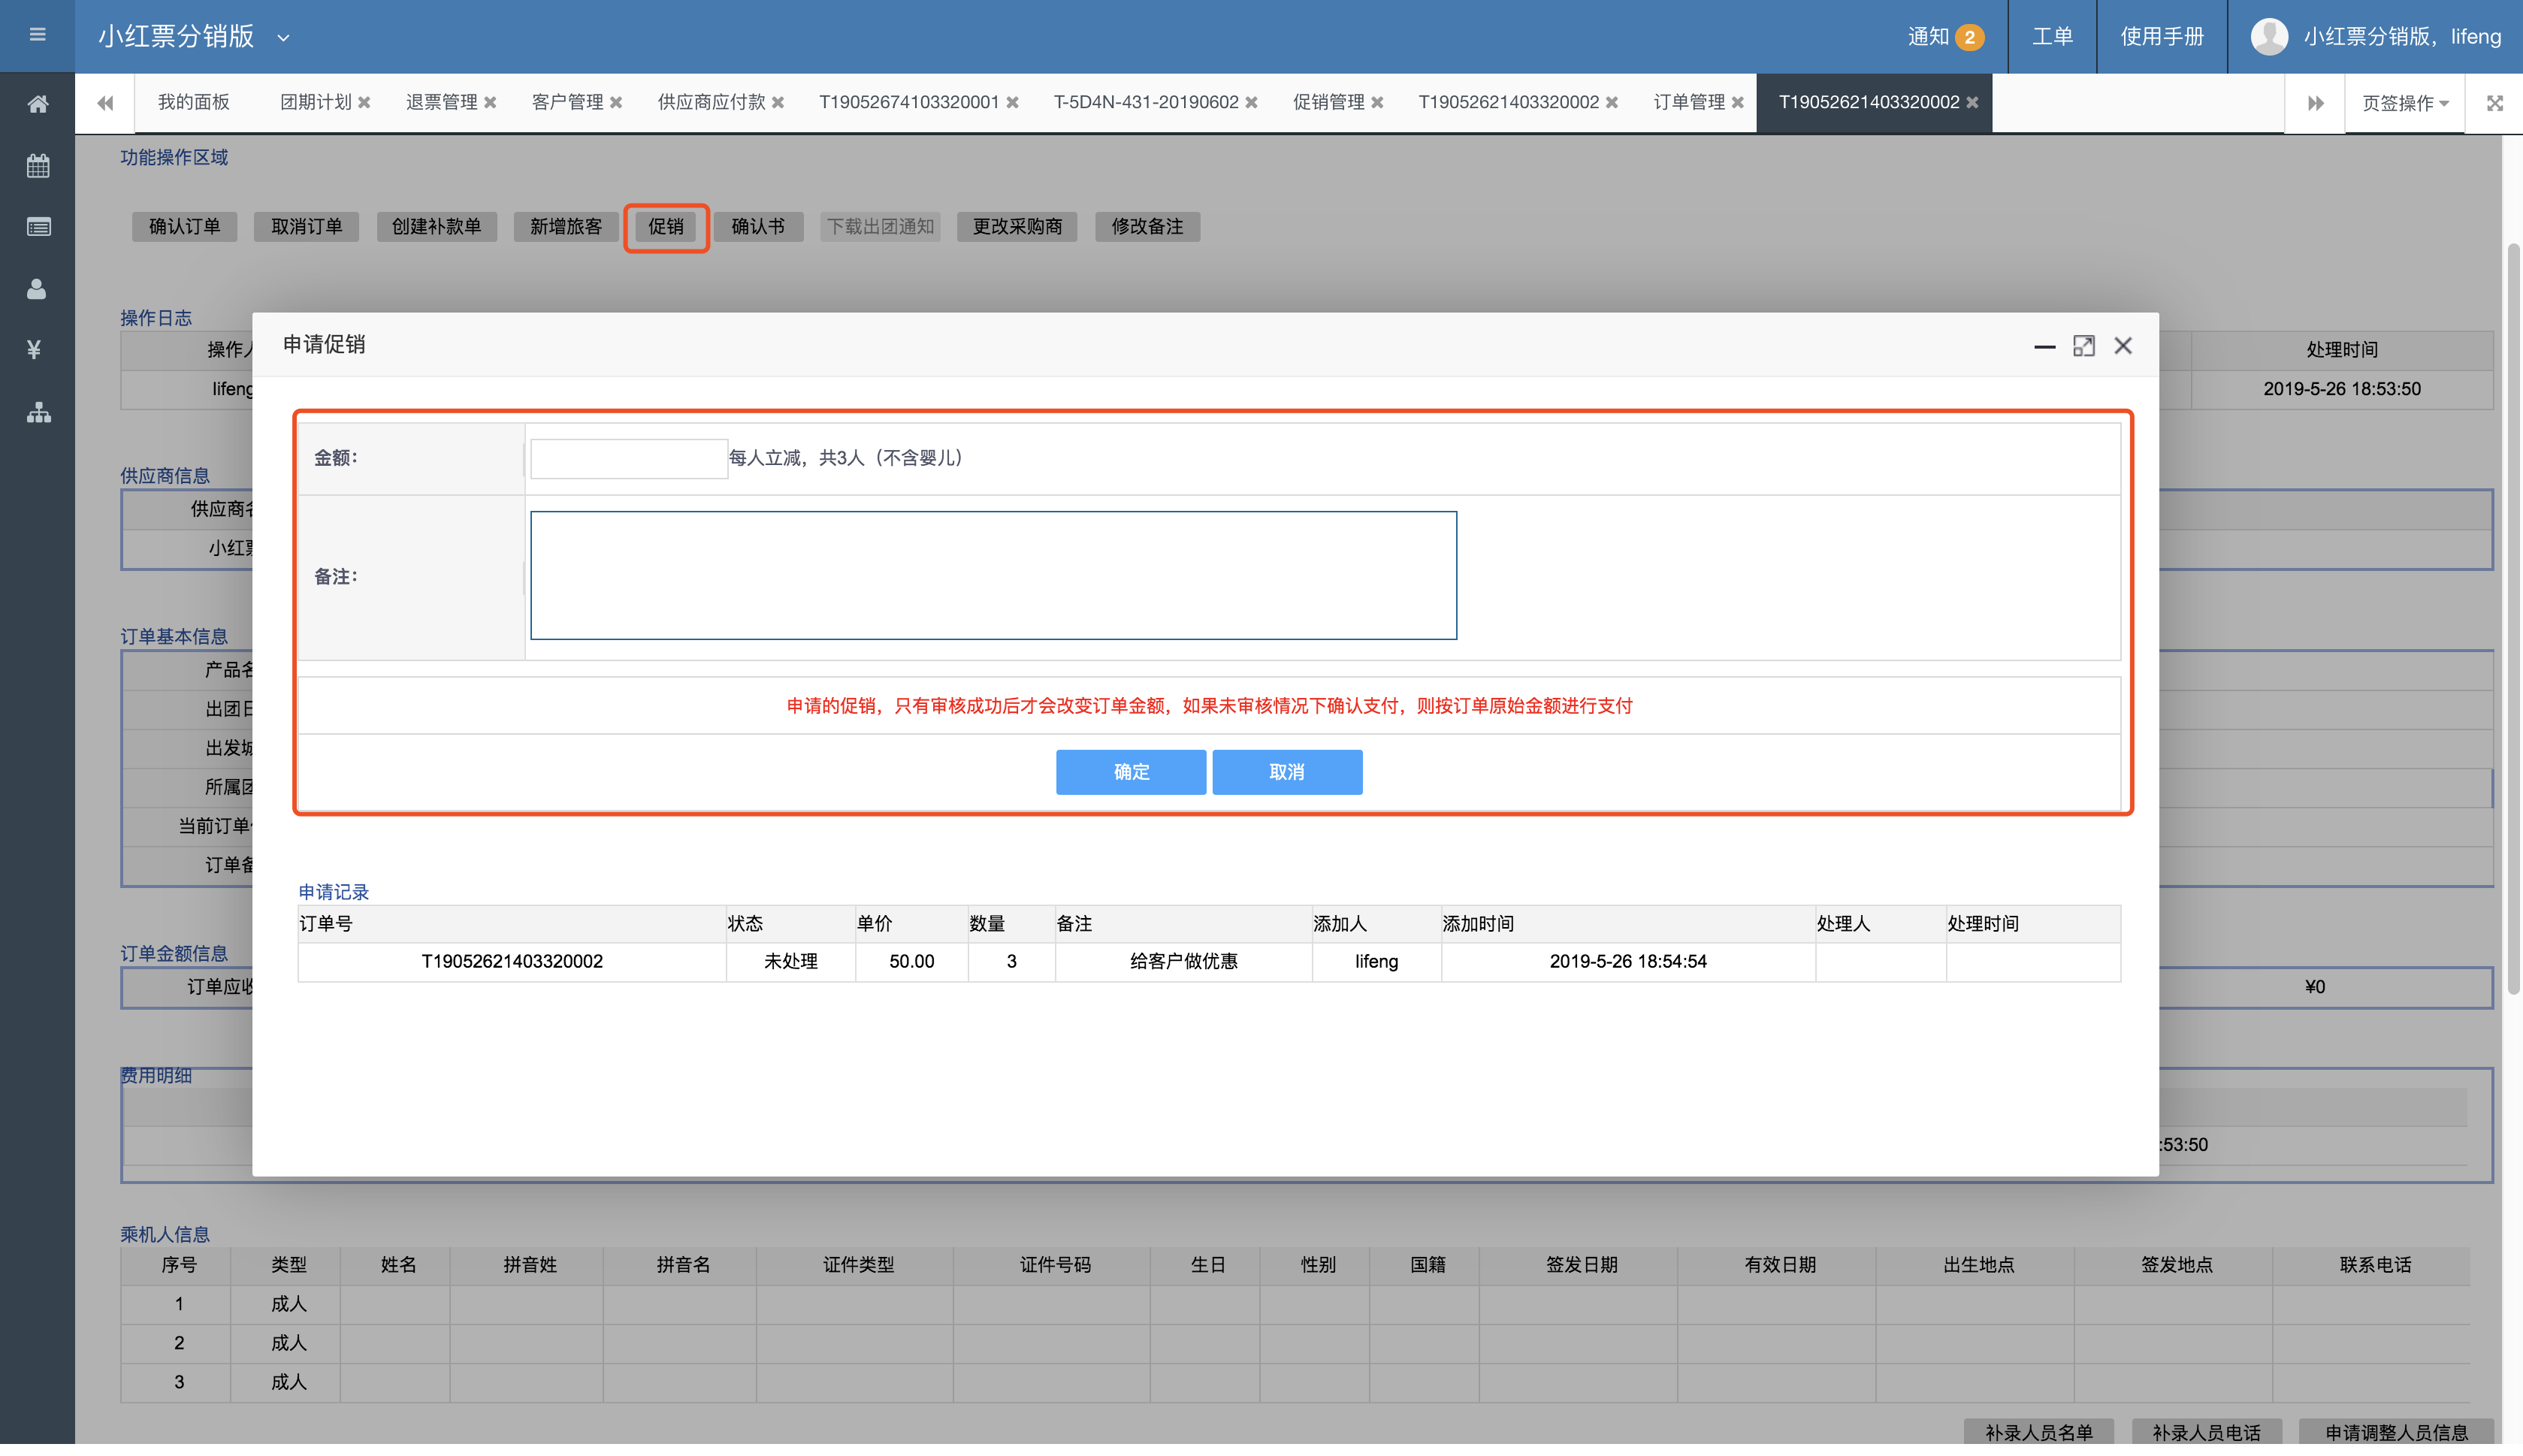 小红票分销版
通知 2 工单 使用手册 小红票分销版，lifeng
我的面板 团期计划 退票管理 客户管理 供应商应付款 T19052674103320001 T-5D4N-431-20190602 促销管理 T19052621403320002 订单管理 T19052621403320002 页签操作
功能操作区域
确认订单 取消订单 创建补款单 新增旅客 促销 确认书 下载出团通知 更改采购商 修改备注
操作日志
操作人 处理时间
lifeng 2019-5-26 18:53:50
申请促销
金额： 每人立减，共3人（不含婴儿）
供应商信息
供应商名
小红票
备注：
订单基本信息
产品名
出团日
出发城
所属团
当前订单
订单备
申请的促销，只有审核成功后才会改变订单金额，如果未审核情况下确认支付，则按订单原始金额进行支付
确定 取消
申请记录
订单号 状态 单价 数量 备注 添加人 添加时间 处理人 处理时间
T19052621403320002 未处理 50.00 3 给客户做优惠 lifeng 2019-5-26 18:54:54
订单金额信息
订单应收 ¥0
费用明细
:53:50
乘机人信息
序号 类型 姓名 拼音姓 拼音名 证件类型 证件号码 生日 性别 国籍 签发日期 有效日期 出生地点 签发地点 联系电话
1 成人
2 成人
3 成人
补录人员名单 补录人员电话 申请调整人员信息